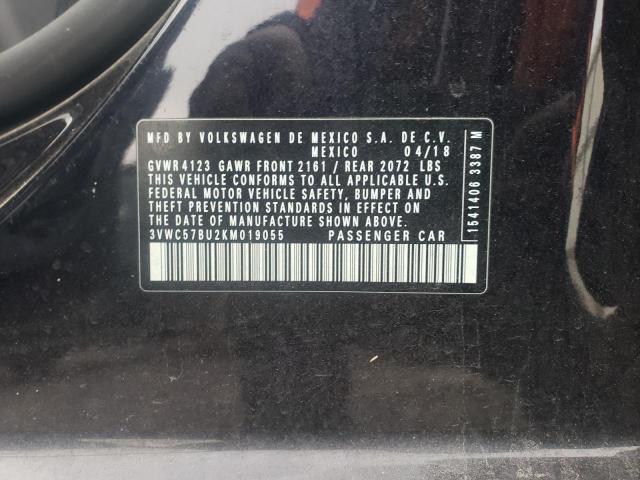 MFD BY VOLKSWAGEN DE MEXICO S.A. DE C.V.
MEXICO 04/18
GVWR 4123 GAWR FRONT 2161 / REAR 2072 LBS
THIS VEHICLE CONFORMS TO ALL APPLICABLE U.S.
FEDERAL MOTOR VEHICLE SAFETY, BUMPER AND
THEFT PREVENTION STANDARDS IN EFFECT ON
THE DATE OF MANUFACTURE SHOWN ABOVE.
3VWC57BU2KM019055 PASSENGER CAR
1541406 3387 M